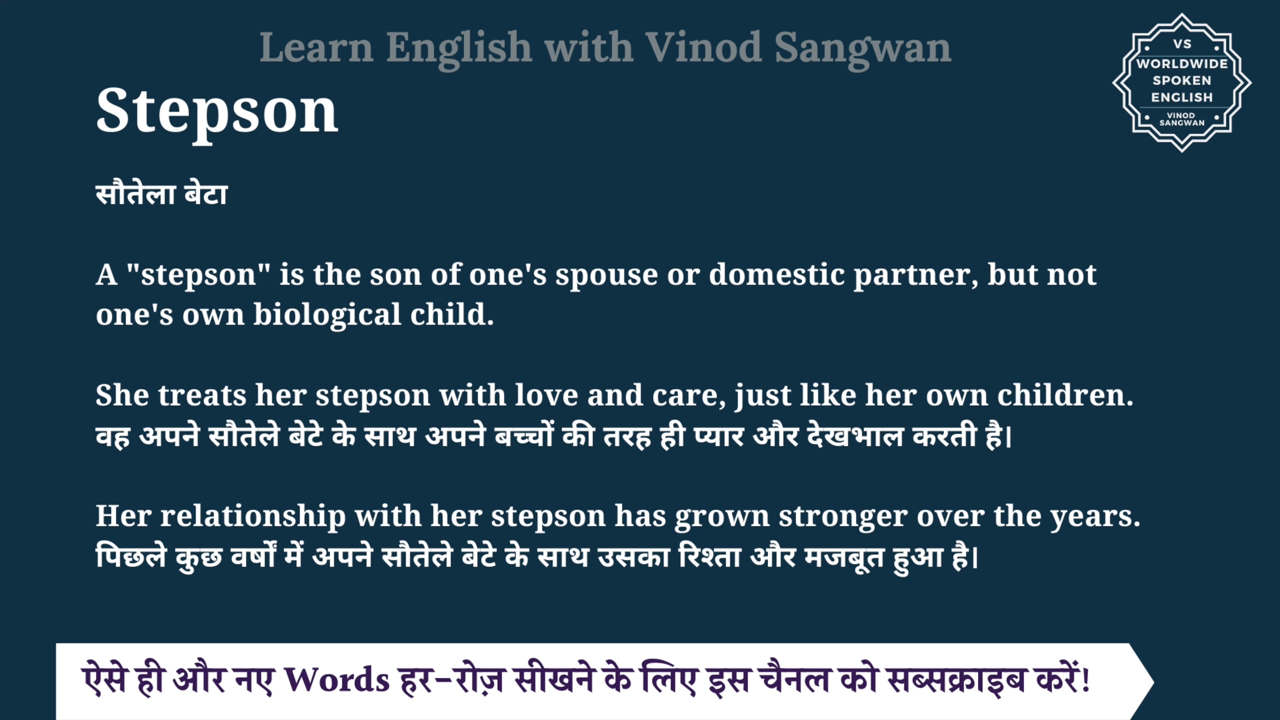 Learn English with Vinod Sangwan
VS
WORLDWIDE
SPOKEN
ENGLISH
VINOD
SANGWAN
Stepson
सौतेला बेटा
A "stepson" is the son of one's spouse or domestic partner, but not
one's own biological child.
She treats her stepson with love and care, just like her own children.
वह अपने सौतेले बेटे के साथ अपने बच्चों की तरह ही प्यार और देखभाल करती है।
Her relationship with her stepson has grown stronger over the years.
पिछले कुछ वर्षों में अपने सौतेले बेटे के साथ उसका रिश्ता और मजबूत हुआ है।
ऐसे ही और नए Words हर-रोज़ सीखने के लिए इस चैनल को सब्सक्राइब करें!